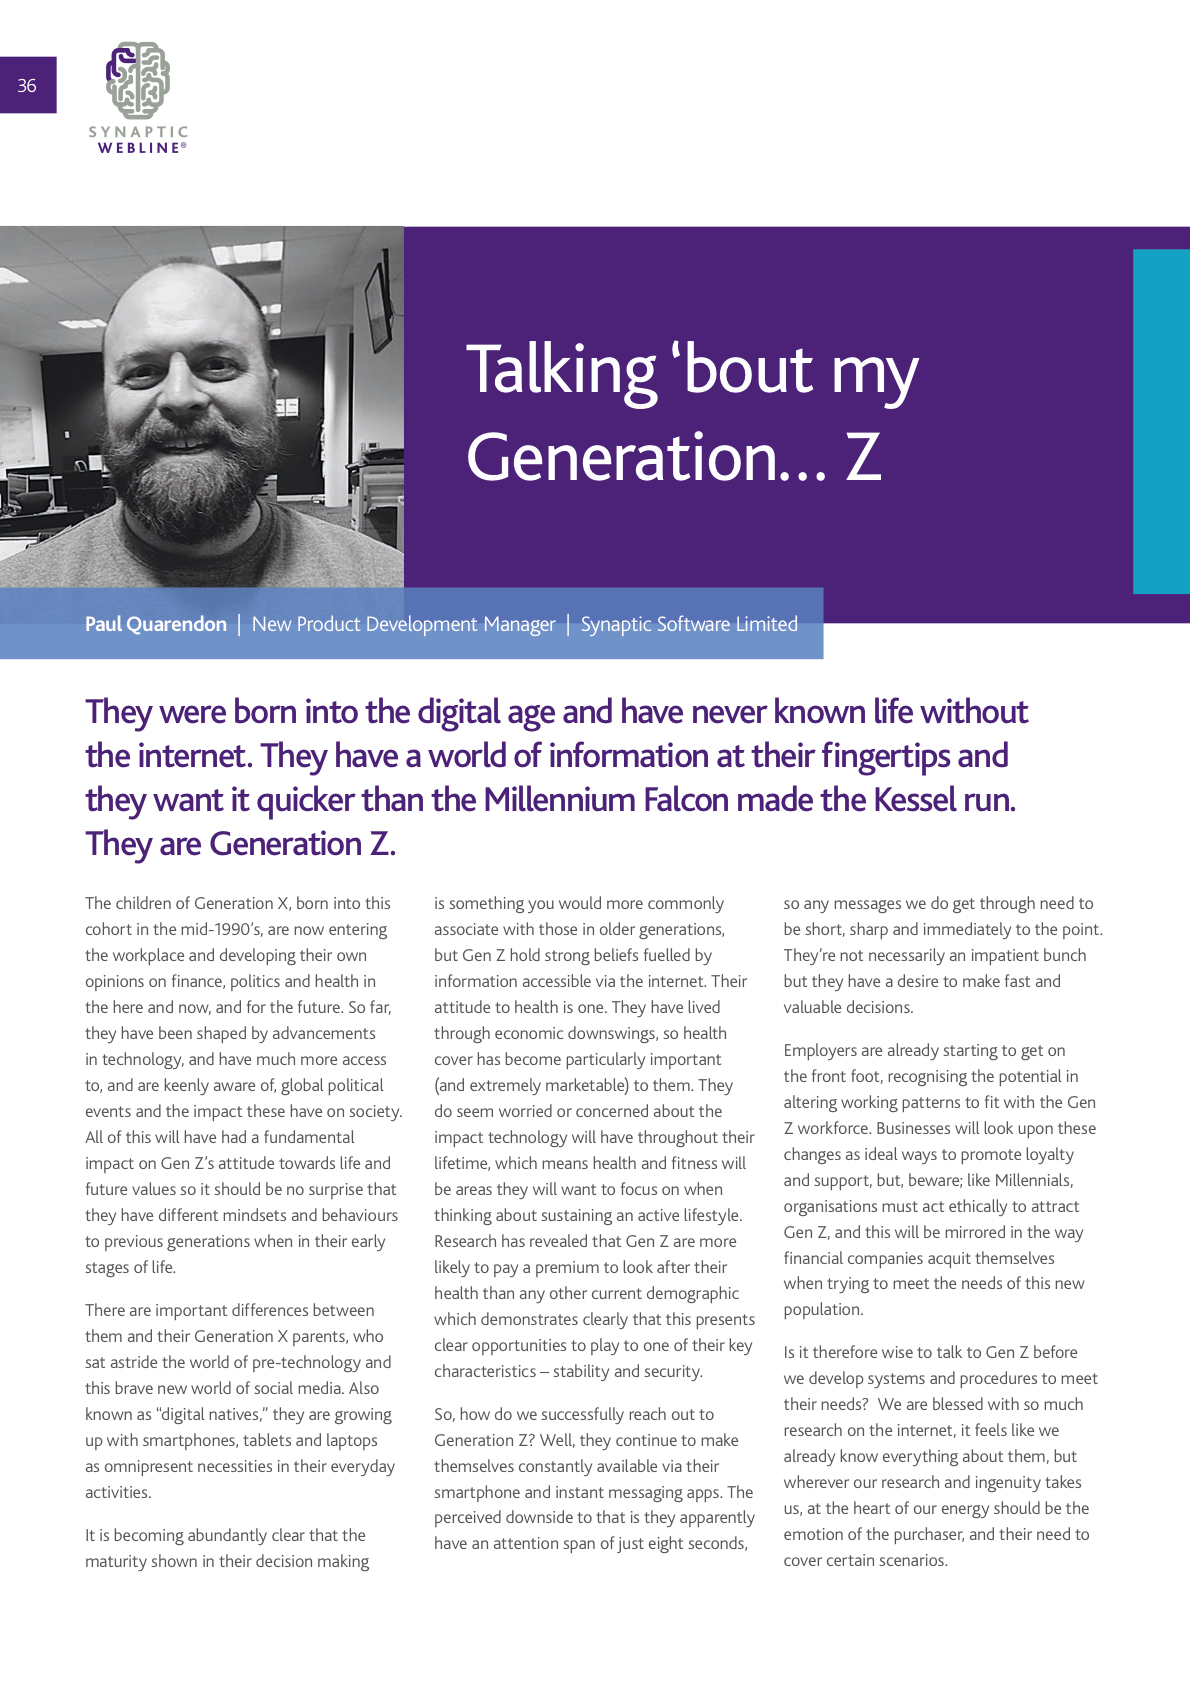 36
SYNAPTIC
WEBLINE®
Talking ‘bout my
Generation… Z
Paul Quarendon | New Product Development Manager | Synaptic Software Limited
They were born into the digital age and have never known life without
the internet. They have a world of information at their fingertips and
they want it quicker than the Millennium Falcon made the Kessel run.
They are Generation Z.
The children of Generation X, born into this
cohort in the mid-1990’s, are now entering
the workplace and developing their own
opinions on finance, politics and health in
the here and now, and for the future. So far,
they have been shaped by advancements
in technology, and have much more access
to, and are keenly aware of, global political
events and the impact these have on society.
All of this will have had a fundamental
impact on Gen Z’s attitude towards life and
future values so it should be no surprise that
they have different mindsets and behaviours
to previous generations when in their early
stages of life.
There are important differences between
them and their Generation X parents, who
sat astride the world of pre-technology and
this brave new world of social media. Also
known as “digital natives,” they are growing
up with smartphones, tablets and laptops
as omnipresent necessities in their everyday
activities.
It is becoming abundantly clear that the
maturity shown in their decision making
is something you would more commonly
associate with those in older generations,
but Gen Z hold strong beliefs fuelled by
information accessible via the internet. Their
attitude to health is one. They have lived
through economic downswings, so health
cover has become particularly important
(and extremely marketable) to them. They
do seem worried or concerned about the
impact technology will have throughout their
lifetime, which means health and fitness will
be areas they will want to focus on when
thinking about sustaining an active lifestyle.
Research has revealed that Gen Z are more
likely to pay a premium to look after their
health than any other current demographic
which demonstrates clearly that this presents
clear opportunities to play to one of their key
characteristics – stability and security.
So, how do we successfully reach out to
Generation Z? Well, they continue to make
themselves constantly available via their
smartphone and instant messaging apps. The
perceived downside to that is they apparently
have an attention span of just eight seconds,
so any messages we do get through need to
be short, sharp and immediately to the point.
They’re not necessarily an impatient bunch
but they have a desire to make fast and
valuable decisions.
Employers are already starting to get on
the front foot, recognising the potential in
altering working patterns to fit with the Gen
Z workforce. Businesses will look upon these
changes as ideal ways to promote loyalty
and support, but, beware; like Millennials,
organisations must act ethically to attract
Gen Z, and this will be mirrored in the way
financial companies acquit themselves
when trying to meet the needs of this new
population.
Is it therefore wise to talk to Gen Z before
we develop systems and procedures to meet
their needs?  We are blessed with so much
research on the internet, it feels like we
already know everything about them, but
wherever our research and ingenuity takes
us, at the heart of our energy should be the
emotion of the purchaser, and their need to
cover certain scenarios.